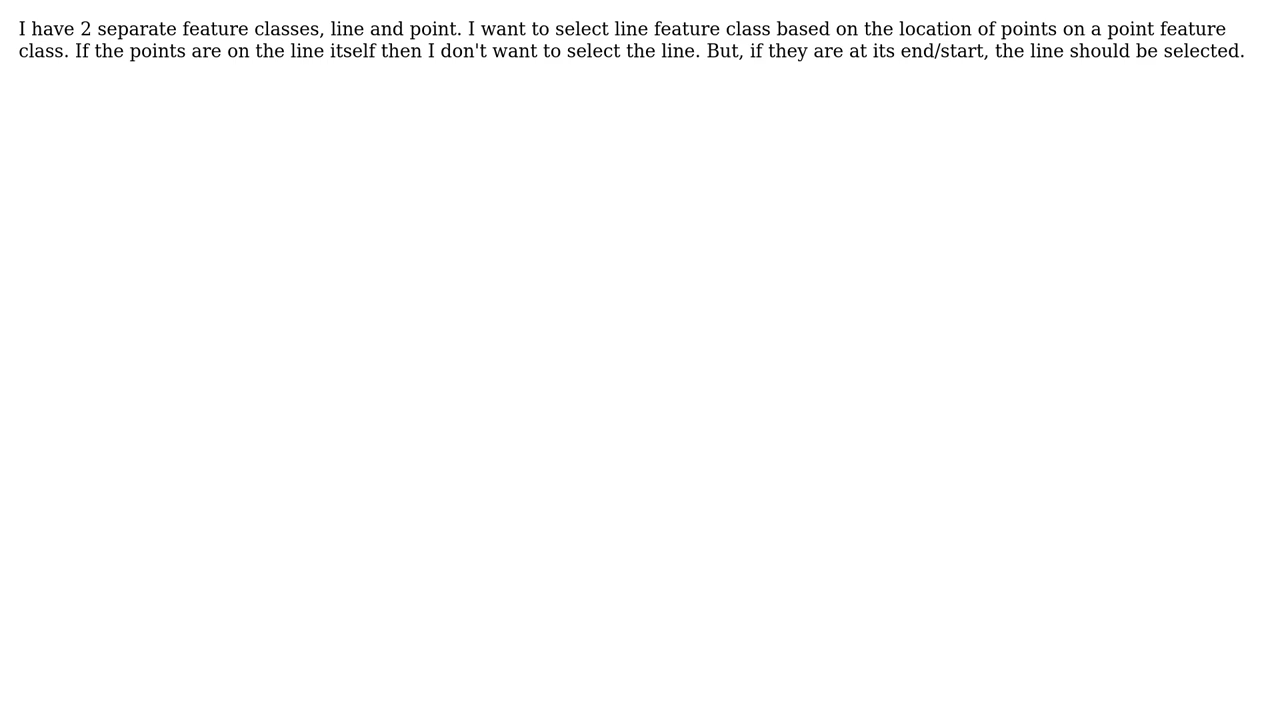 I have 2 separate feature classes, line and point. I want to select line feature class based on the location of points on a point feature
class. If the points are on the line itself then I don't want to select the line. But, if they are at its end/start, the line should be selected.